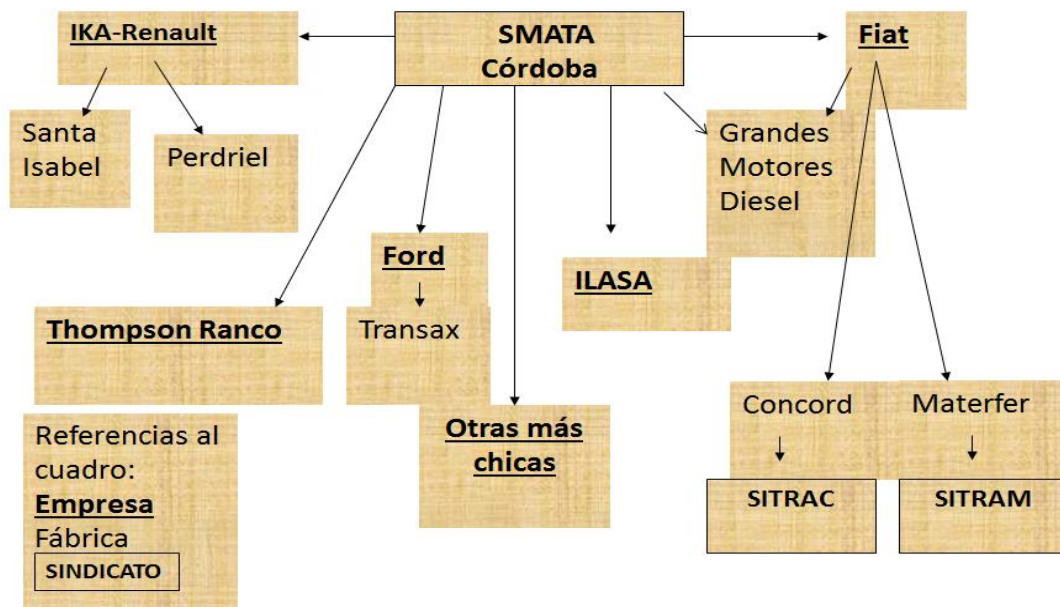 IKA-Renault
SMATA
Córdoba
Fiat
Santa
Isabel
Perdriel
Grandes
Motores
Diesel
Ford
Transax
ILASA
Thompson Ranco
Otras más
chicas
Concord
Materfer
SITRAC
SITRAM
Referencias al
cuadro:
Empresa
Fábrica
SINDICATO